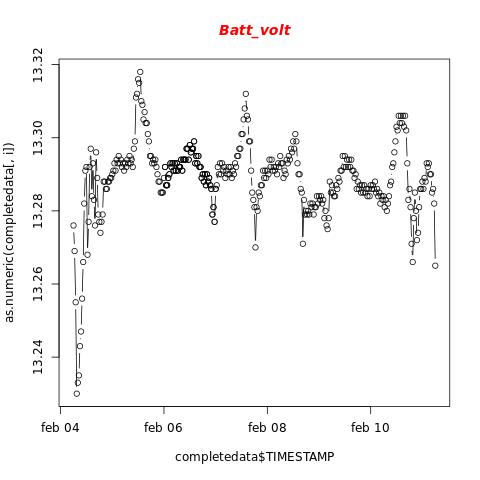 Batt_volt
13.32
13.30
13.28
13.26
13.24
as.numeric(completedata[, i])
feb 04 feb 06 feb 08 feb 10
completedata$TIMESTAMP